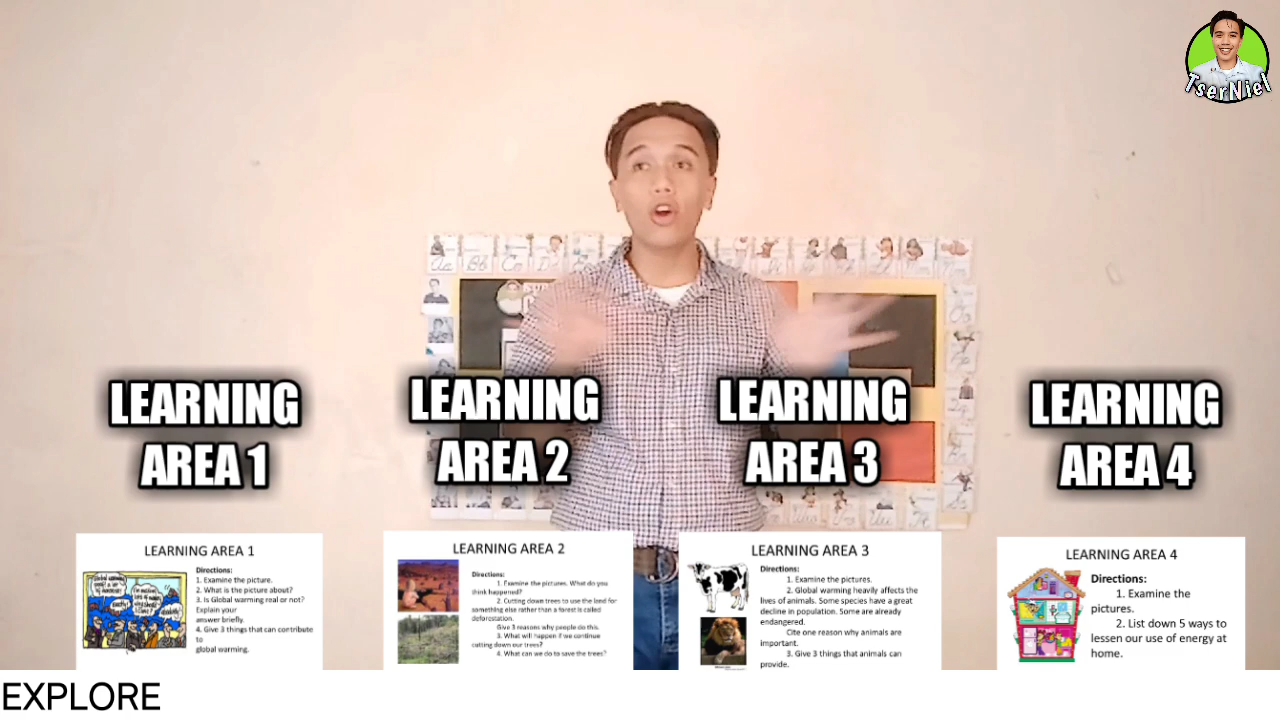 TserNiel
LEARNING
AREA 1
LEARNING
AREA 2
LEARNING
AREA 3
LEARNING
AREA 4
LEARNING AREA 1
Directions:
1. Examine the picture.
2. What is the picture about?
3. Is Global warming real or not?
Explain your
answer briefly.
4. Give 3 things that can contribute
to
global warming.
LEARNING AREA 2
Directions:
1. Examine the pictures. What do you
think happened?
2. Cutting down trees to use the land for
something else rather than a forest is called
deforestation.
Give 3 reasons why people do this.
3. What will happen if we continue
cutting down our trees?
4. What can we do to save the trees?
LEARNING AREA 3
Directions:
1. Examine the pictures.
2. Global warming heavily affects the
lives of animals. Some species have a great
decline in population. Some are already
endangered.
Cite one reason why animals are
important.
3. Give 3 things that animals can
provide.
LEARNING AREA 4
Directions:
1. Examine the
pictures.
2. List down 5 ways to
lessen our use of energy at
home.
EXPLORE